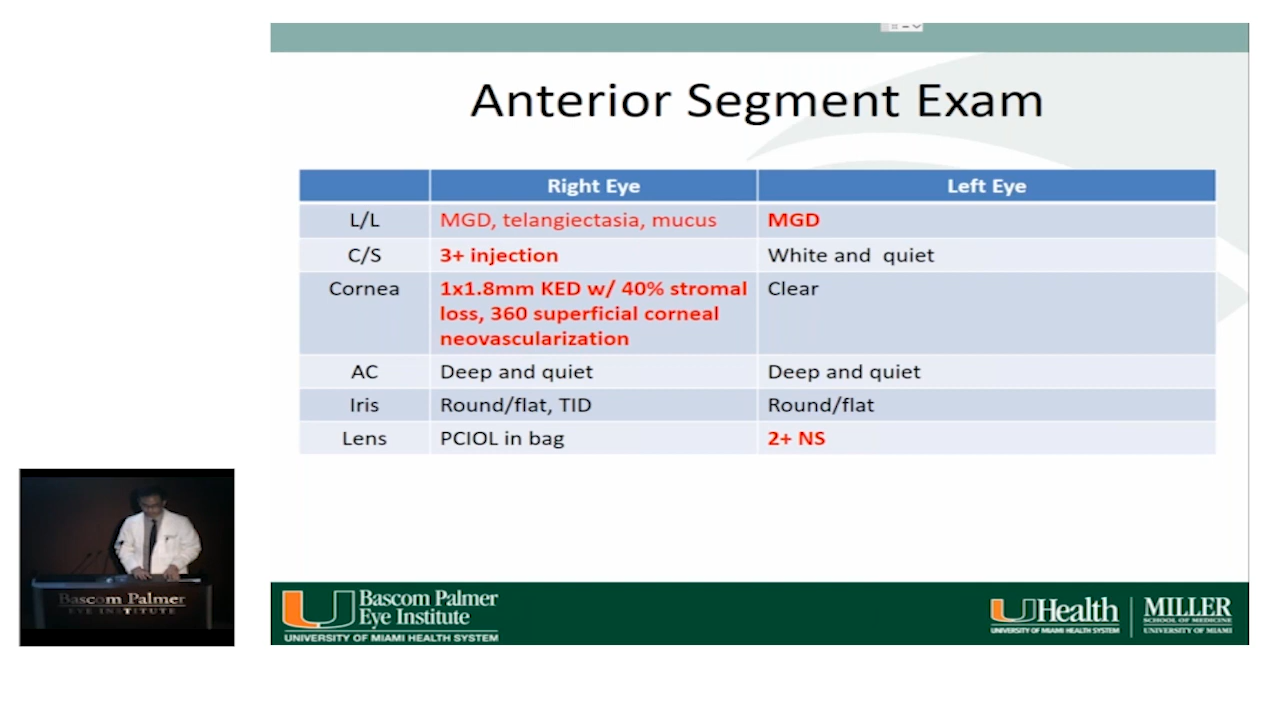 Anterior Segment Exam
Right Eye Left Eye
L/L MGD, telangiectasia, mucus MGD
C/S 3+ injection White and quiet
Cornea 1x1.8mm KED w/ 40% stromal Clear
loss, 360 superficial corneal
neovascularization
AC Deep and quiet Deep and quiet
Iris Round/flat, TID Round/flat
Lens PCIOL in bag 2+ NS
Bascom Palmer
EYE INSTITUTE
Bascom Palmer
Eye Institute
UNIVERSITY OF MIAMI HEALTH SYSTEM
UHealth
UNIVERSITY OF MIAMI HEALTH SYSTEM
MILLER
SCHOOL OF MEDICINE
UNIVERSITY OF MIAMI